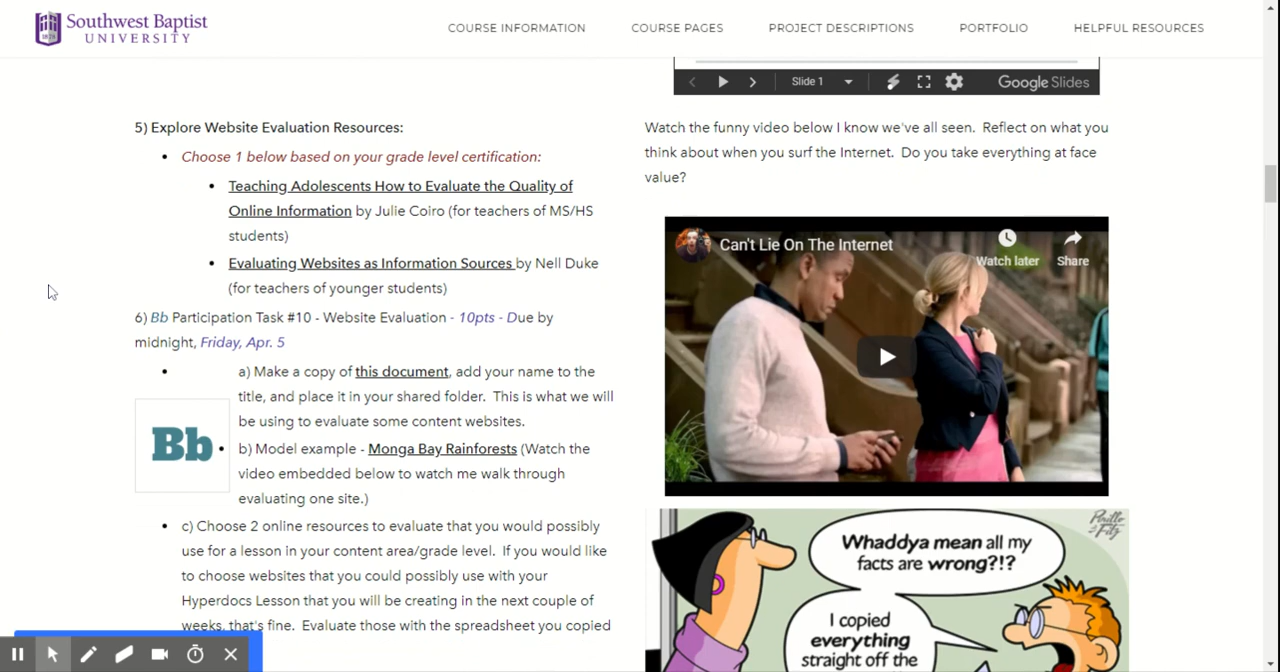 Southwest Baptist
UNIVERSITY
COURSE INFORMATION
COURSE PAGES
PROJECT DESCRIPTIONS
PORTFOLIO
HELPFUL RESOURCES
Slide 1
Google Slides
5) Explore Website Evaluation Resources:
Choose 1 below based on your grade level certification:
Teaching Adolescents How to Evaluate the Quality of
Online Information by Julie Coiro (for teachers of MS/HS
students)
Evaluating Websites as Information Sources by Nell Duke
(for teachers of younger students)
6) Bb Participation Task #10 - Website Evaluation - 10pts - Due by
midnight, Friday, Apr. 5
a) Make a copy of this document, add your name to the
title, and place it in your shared folder. This is what we will
be using to evaluate some content websites.
Bb
b) Model example - Monga Bay Rainforests (Watch the
video embedded below to watch me walk through
evaluating one site.)
c) Choose 2 online resources to evaluate that you would possibly
use for a lesson in your content area/grade level. If you would like
to choose websites that you could possibly use with your
Hyperdocs Lesson that you will be creating in the next couple of
weeks, that's fine. Evaluate those with the spreadsheet you copied
Watch the funny video below I know we've all seen. Reflect on what you
think about when you surf the Internet. Do you take everything at face
value?
Can't Lie On The Internet
Watch later
Share
Whaddya mean all my
facts are wrong?!?
I copied
everything
straight off the